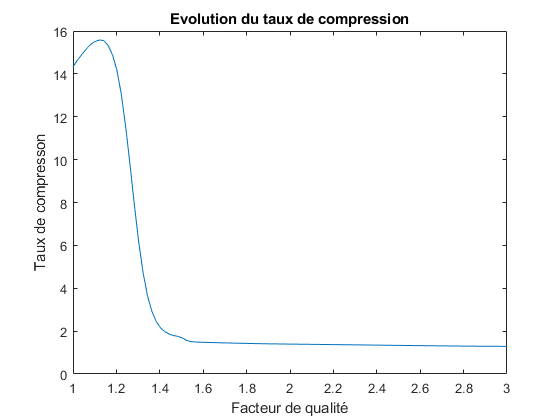 Evolution du taux de compression
Taux de compresson
16
14
12
10
8
6
4
2
0
1 1.2 1.4 1.6 1.8 2 2.2 2.4 2.6 2.8 3
Facteur de qualité